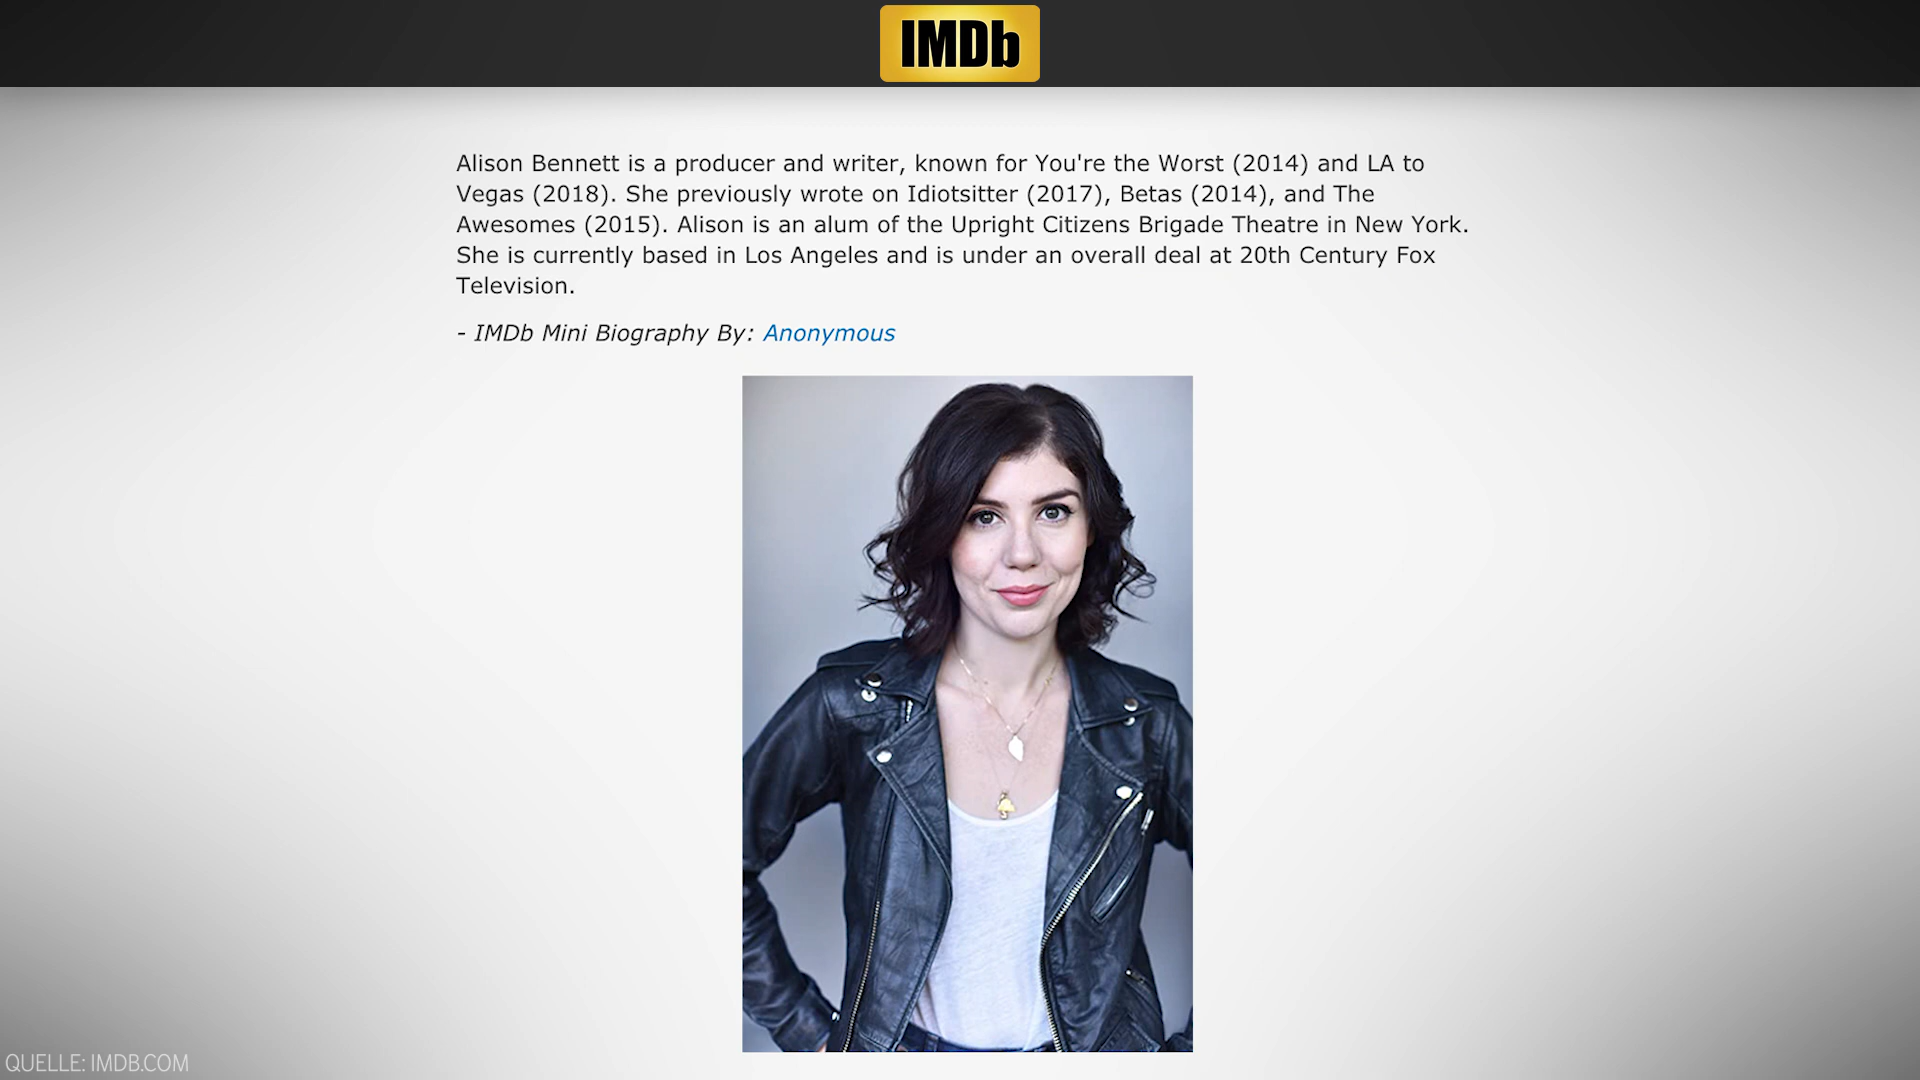 IMDb
Alison Bennett is a producer and writer, known for You're the Worst (2014) and LA to
Vegas (2018). She previously wrote on Idiotsitter (2017), Betas (2014), and The
Awesomes (2015). Alison is an alum of the Upright Citizens Brigade Theatre in New York.
She is currently based in Los Angeles and is under an overall deal at 20th Century Fox
Television.
- IMDb Mini Biography By: Anonymous
QUELLE: IMDB.COM